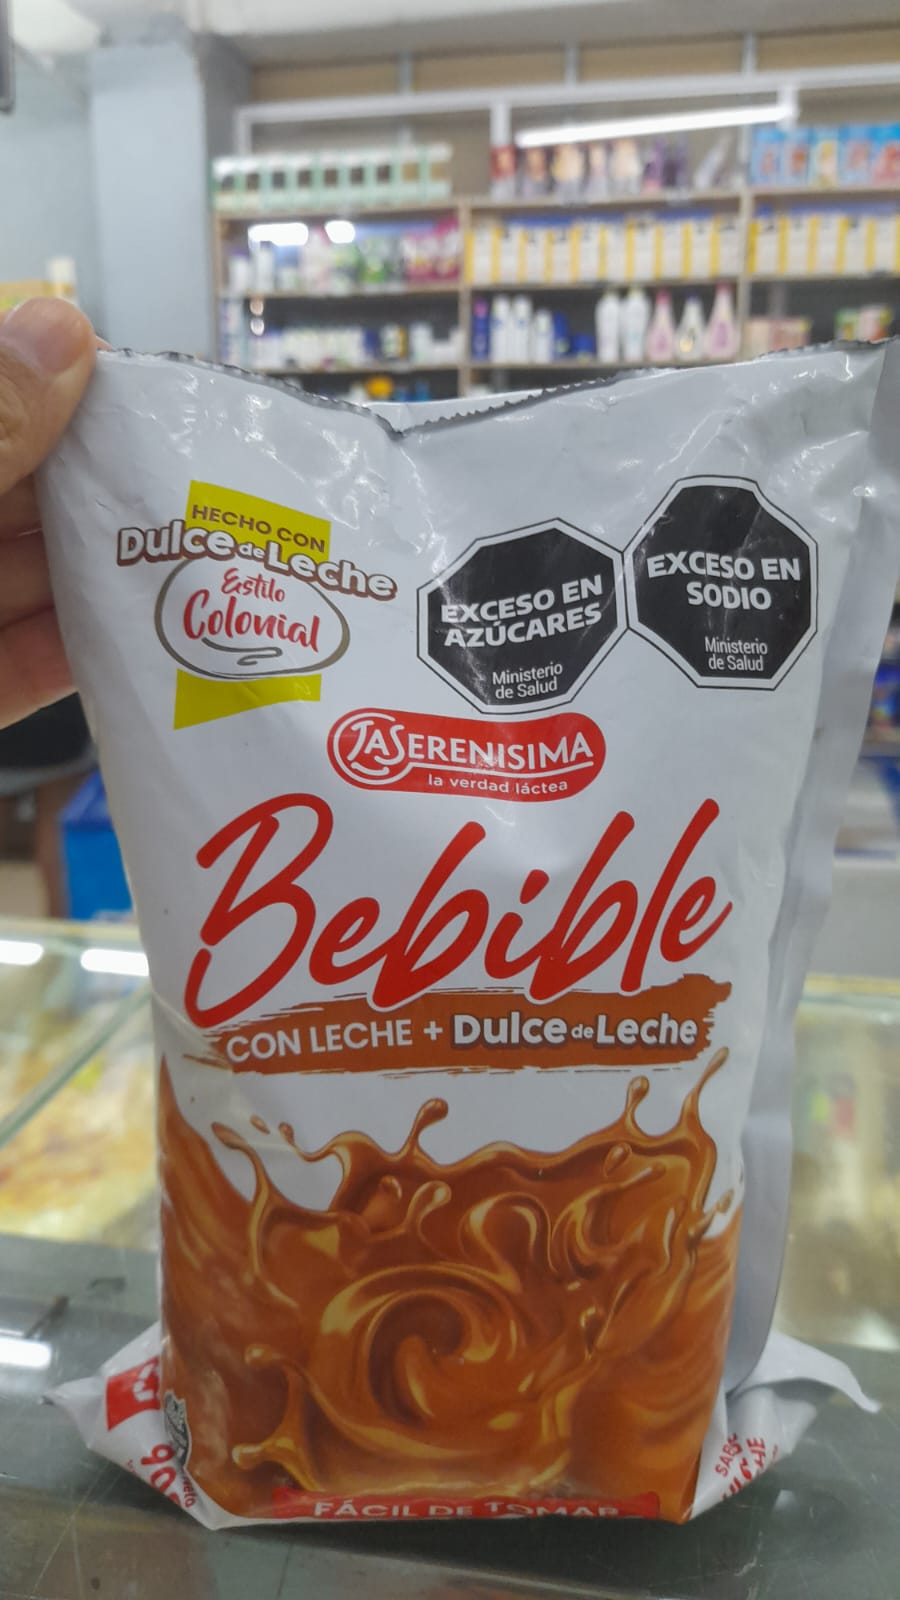 HECHO CON
Dulce de Leche
Estilo
Colonial
EXCESO EN
AZÚCARES
Ministerio
de Salud
EXCESO EN
SODIO
Ministerio
de Salud
LA SERENISIMA
la verdad láctea
Bebible
CON LECHE + Dulce de Leche
FÁCIL DE TOMAR